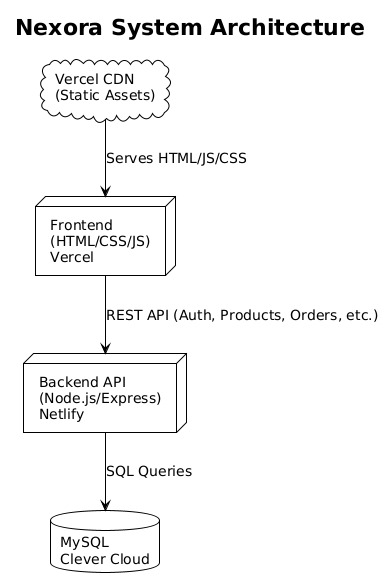 Nexora System Architecture
Vercel CDN
(Static Assets)
Serves HTML/JS/CSS
Frontend
(HTML/CSS/JS)
Vercel
REST API (Auth, Products, Orders, etc.)
Backend API
(Node.js/Express)
Netlify
SQL Queries
MySQL
Clever Cloud